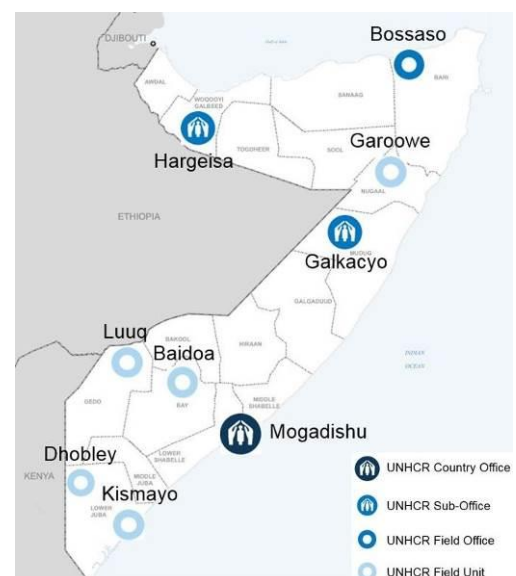 DJIBOUTI
Bossaso
AWDAL
WOQOOYI
GALBEED
SANAAG
BARI
Hargeisa
TOGDHEER
SOOL
Garoowe
NUGAAL
ETHIOPIA
MUDUG
Galkacyo
GALGADUUD
Luuq
BAKOOL
Baidoa
HIRAAN
INDIAN
OCEAN
GEDO
BAY
MIDDLE
SHABELLE
Mogadishu
LOWER
SHABELLE
Dhobley
KENYA
MIDDLE
JUBA
Kismayo
LOWER
JUBA
UNHCR Country Office
UNHCR Sub-Office
UNHCR Field Office
UNHCR Field Unit